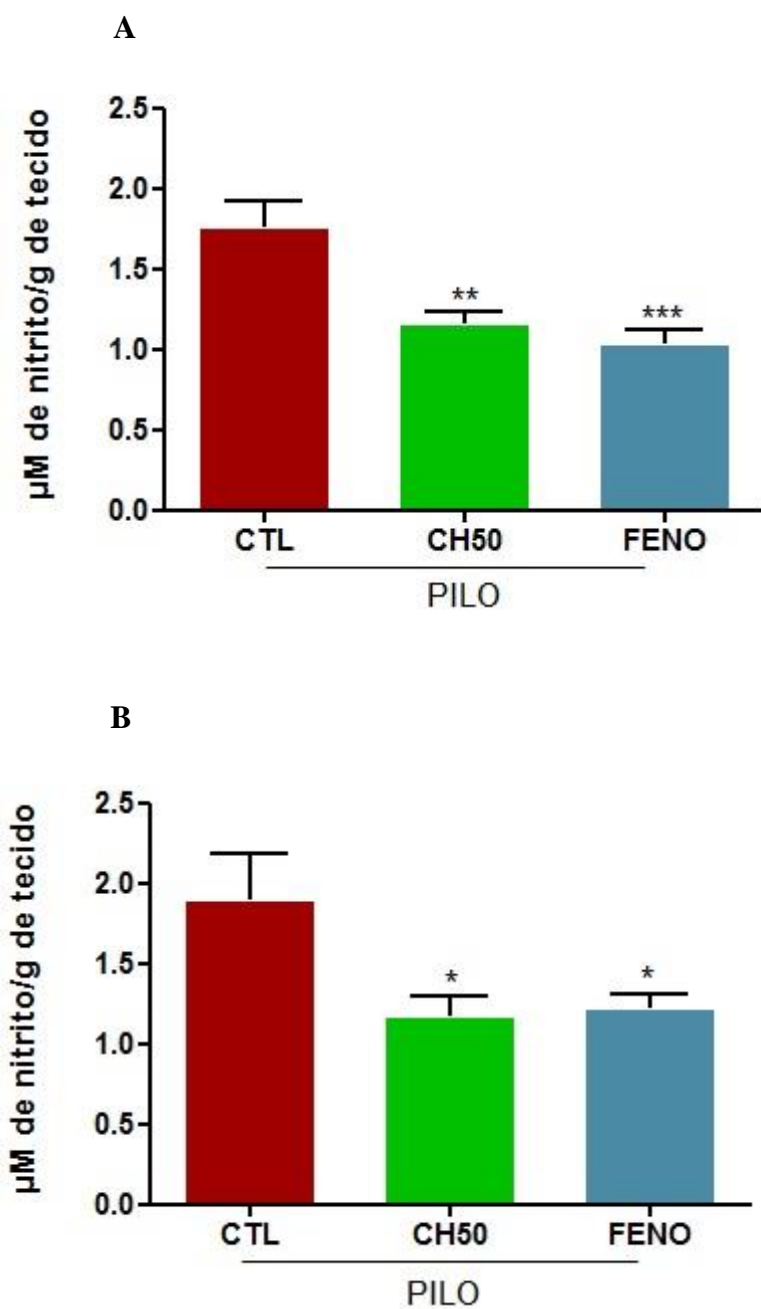 A
µM de nitrito/g de tecido
2.5
2.0
1.5
1.0
0.5
0.0
**
***
CTL CH50 FENO
PILO
B
µM de nitrito/g de tecido
2.5
2.0
1.5
1.0
0.5
0.0
*
*
CTL CH50 FENO
PILO